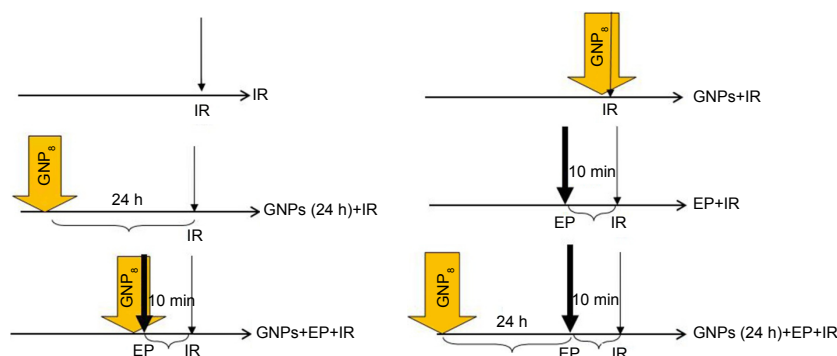 IR
IR
GNP₈
IR
GNPs+IR
GNP₈
24 h
IR
GNPs (24 h)+IR
10 min
EP
IR
EP+IR
GNP₈
10 min
EP
IR
GNPs+EP+IR
GNP₈
24 h
10 min
EP
IR
GNPs (24 h)+EP+IR